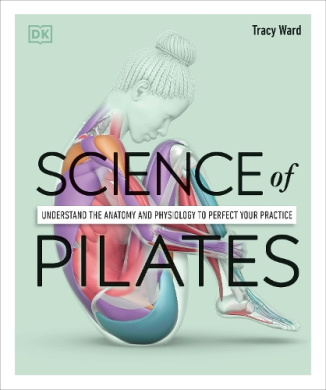 DK
Tracy Ward
SCIENCE of
UNDERSTAND THE ANATOMY AND PHYSIOLOGY TO PERFECT YOUR PRACTICE
PILATES